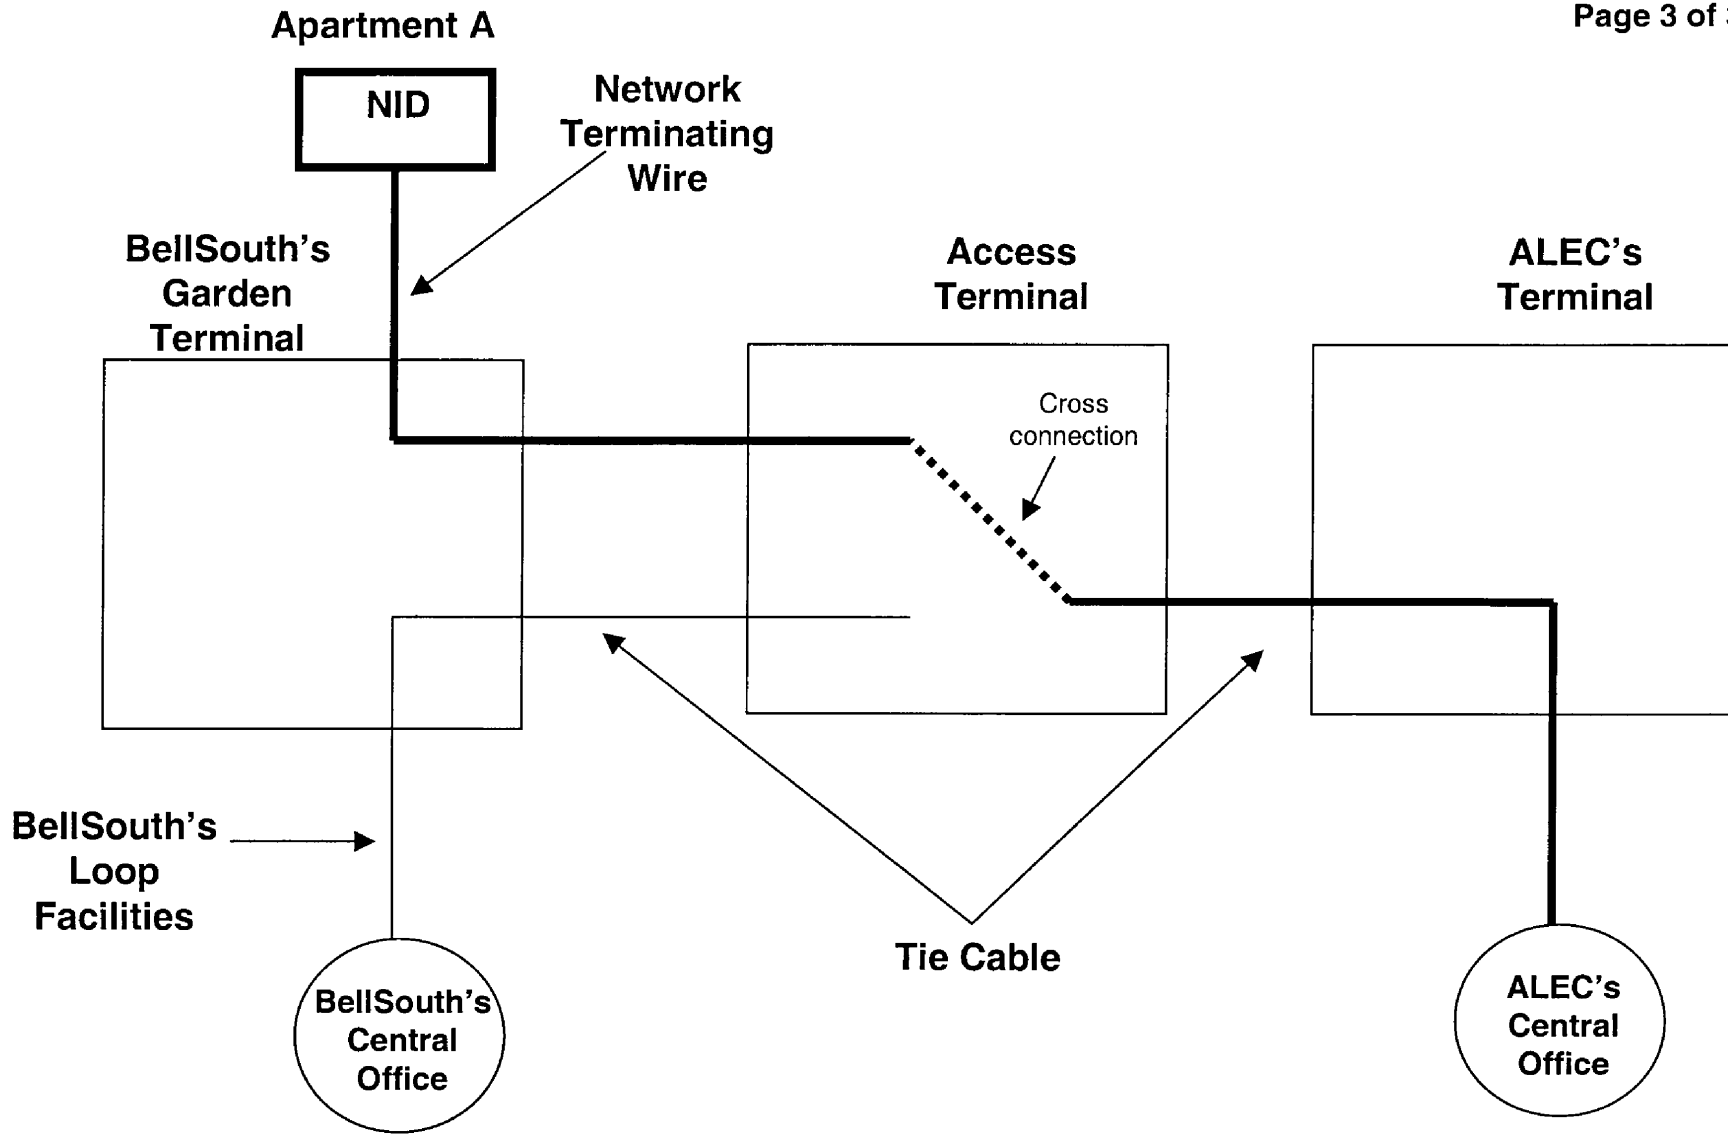 Apartment A
Page 3 of
NID
Network
Terminating
Wire
BellSouth's
Garden
Terminal
Access
Terminal
ALEC's
Terminal
Cross
connection
BellSouth's
Loop
Facilities
Tie Cable
BellSouth's
Central
Office
ALEC's
Central
Office